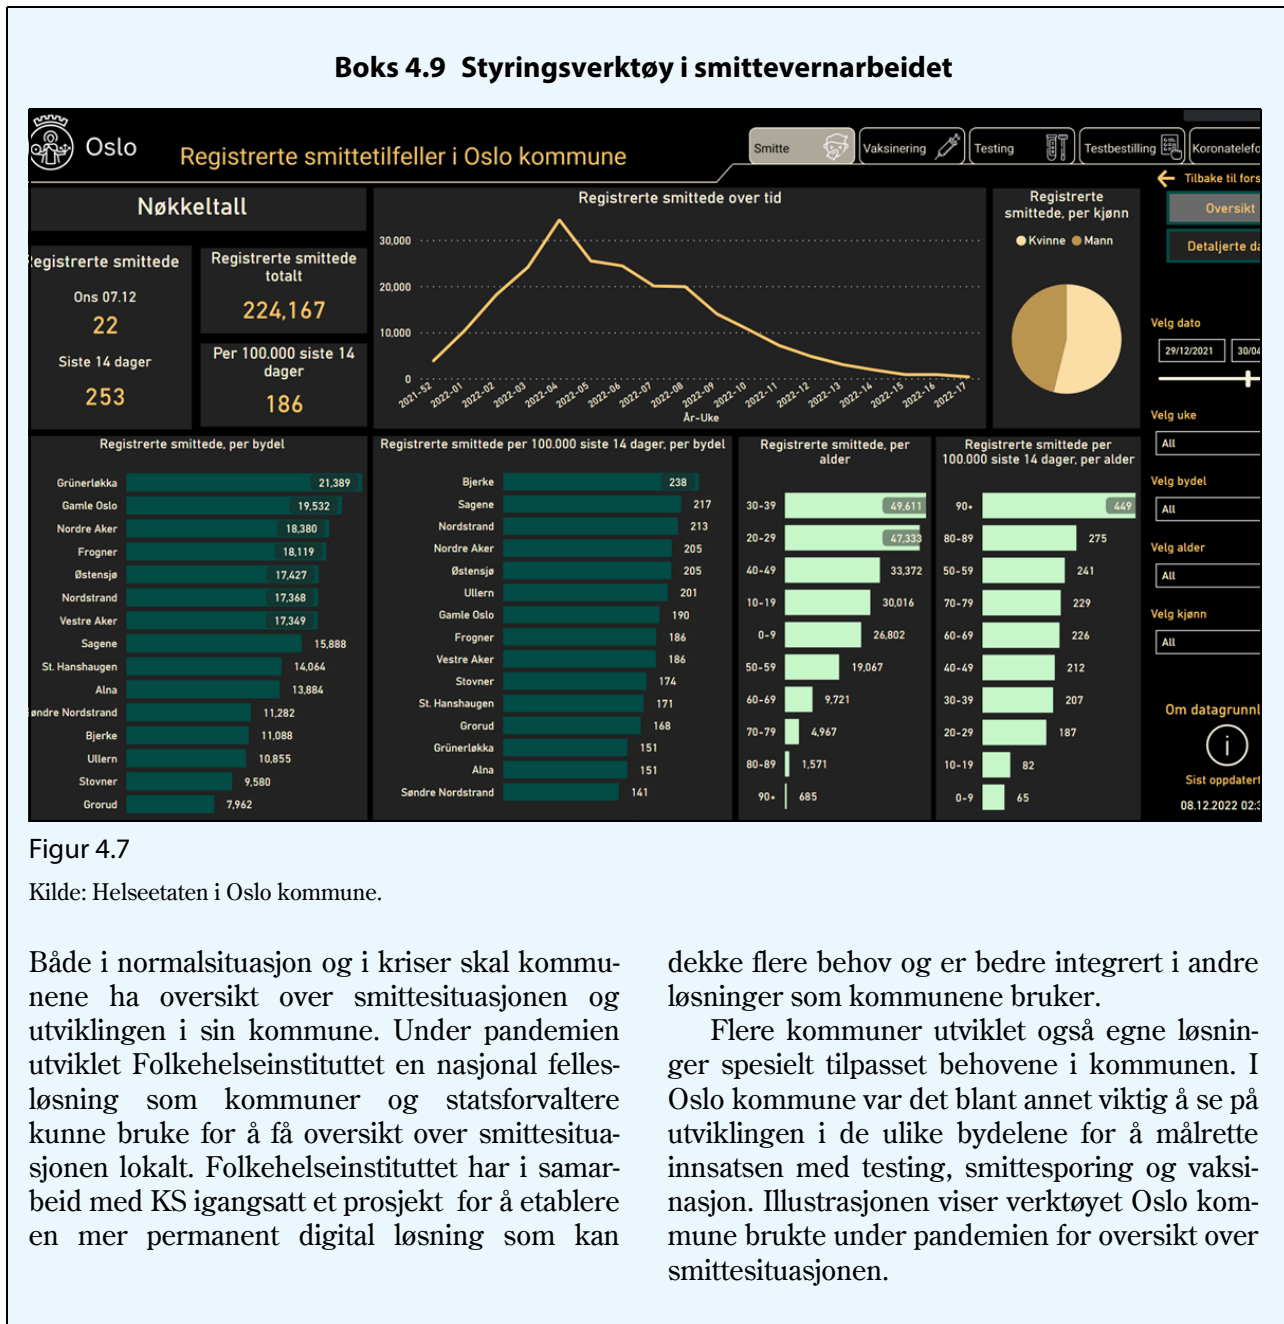 Boks 4.9 Styringsverktøy i smittevernarbeidet
Oslo
Registrerte smittetilfeller i Oslo kommune
Smitte
Vaksinering
Testing
Testbestilling
Koronatelefo
Tilbake til fors
Oversikt
Detaljerte da
Nøkkeltall
Registrerte smittede
Ons 07.12
22
Siste 14 dager
253
Registrerte smittede
totalt
224,167
Per 100.000 siste 14
dager
186
Registrerte smittede over tid
30,000
20,000
10,000
0
2021-52
2022-01
2022-02
2022-03
2022-04
2022-05
2022-06
2022-07
2022-08
2022-09
2022-10
2022-11
2022-12
2022-13
2022-14
2022-15
2022-16
2022-17
År-Uke
Registrerte
smittede, per kjønn
Kvinne Mann
Velg dato
29/12/2021 30/04
Velg uke
All
Velg bydel
All
Velg alder
All
Velg kjønn
All
Om datagrunnl
i
Sist oppdatert
08.12.2022 02:3
Registrerte smittede, per bydel
Grünerløkka 21,389
Gamle Oslo 19,532
Nordre Aker 18,380
Frogner 18,119
Østensjø 17,427
Nordstrand 17,368
Vestre Aker 17,349
Sagene 15,888
St. Hanshaugen 14,064
Alna 13,884
øndre Nordstrand 11,282
Bjerke 11,088
Ullern 10,855
Stovner 9,580
Grorud 7,962
Registrerte smittede per 100.000 siste 14 dager, per bydel
Bjerke 238
Sagene 217
Nordstrand 213
Nordre Aker 205
Østensjø 205
Ullern 201
Gamle Oslo 190
Frogner 186
Vestre Aker 186
Stovner 174
St. Hanshaugen 171
Grorud 168
Grünerløkka 151
Alna 151
Søndre Nordstrand 141
Registrerte smittede, per
alder
30-39 49,611
20-29 47,333
40-49 33,372
10-19 30,016
0-9 26,802
50-59 19,067
60-69 9,721
70-79 4,967
80-89 1,571
90+ 685
Registrerte smittede per
100.000 siste 14 dager, per alder
90+ 449
80-89 275
50-59 241
70-79 229
60-69 226
40-49 212
30-39 207
20-29 187
10-19 82
0-9 65
Figur 4.7
Kilde: Helseetaten i Oslo kommune.
Både i normalsituasjon og i kriser skal kommu-
nene ha oversikt over smittesituasjonen og
utviklingen i sin kommune. Under pandemien
utviklet Folkehelseinstituttet en nasjonal felles-
løsning som kommuner og statsforvaltere
kunne bruke for å få oversikt over smittesitua-
sjonen lokalt. Folkehelseinstituttet har i samar-
beid med KS igangsatt et prosjekt for å etablere
en mer permanent digital løsning som kan
dekke flere behov og er bedre integrert i andre
løsninger som kommunene bruker.
Flere kommuner utviklet også egne løsnin-
ger spesielt tilpasset behovene i kommunen. I
Oslo kommune var det blant annet viktig å se på
utviklingen i de ulike bydelene for å målrette
innsatsen med testing, smittesporing og vaksi-
nasjon. Illustrasjonen viser verktøyet Oslo kom-
mune brukte under pandemien for oversikt over
smittesituasjonen.